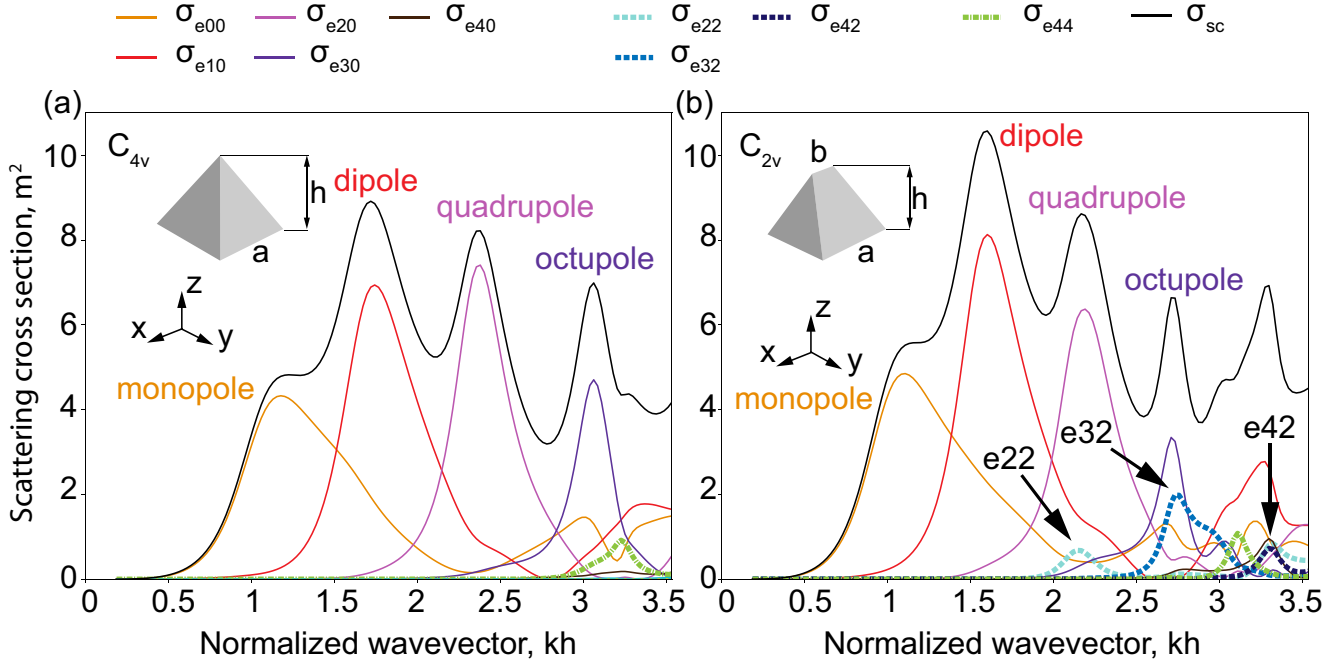 σe00 σe20 σe40 σe22 σe42 σe44 σsc
σe10 σe30 σe32
(a) (b)
Scattering cross section, m²
C4v
h
a
z
x
y
monopole
dipole
quadrupole
octupole
10
8
6
4
2
0
0 0.5 1 1.5 2 2.5 3 3.5
Normalized wavevector, kh
C2v
b
h
a
z
x
y
monopole
dipole
quadrupole
octupole
e22
e32
e42
10
8
6
4
2
0
0 0.5 1 1.5 2 2.5 3 3.5
Normalized wavevector, kh